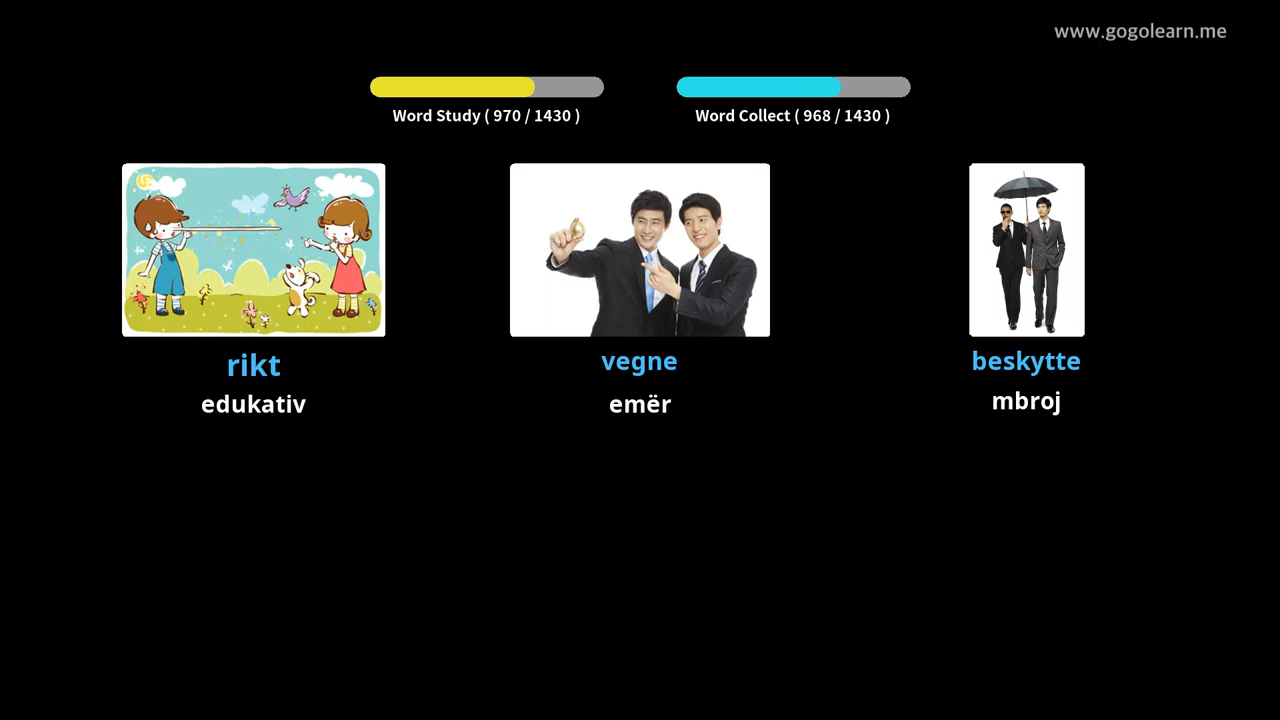 www.gogolearn.me
Word Study ( 970 / 1430 )
Word Collect ( 968 / 1430 )
rikt
edukativ
vegne
emër
beskytte
mbroj